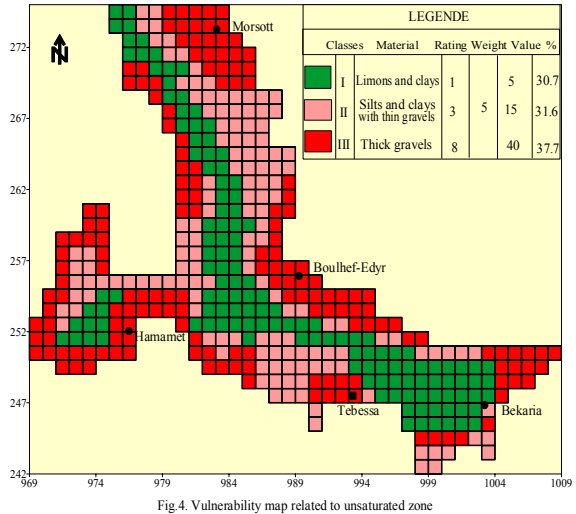 LEGENDE
Classes Material Rating Weight Value %
I Limons and clays 1 5 30.7
II Silts and clays with thin gravels 3 5 15 31.6
III Thick gravels 8 40 37.7
N
272
267
262
257
252
247
242
969 974 979 984 989 994 999 1004 1009
Morsott
Boulhef-Edyr
Hamamet
Tebessa
Bekaria
Fig.4. Vulnerability map related to unsaturated zone